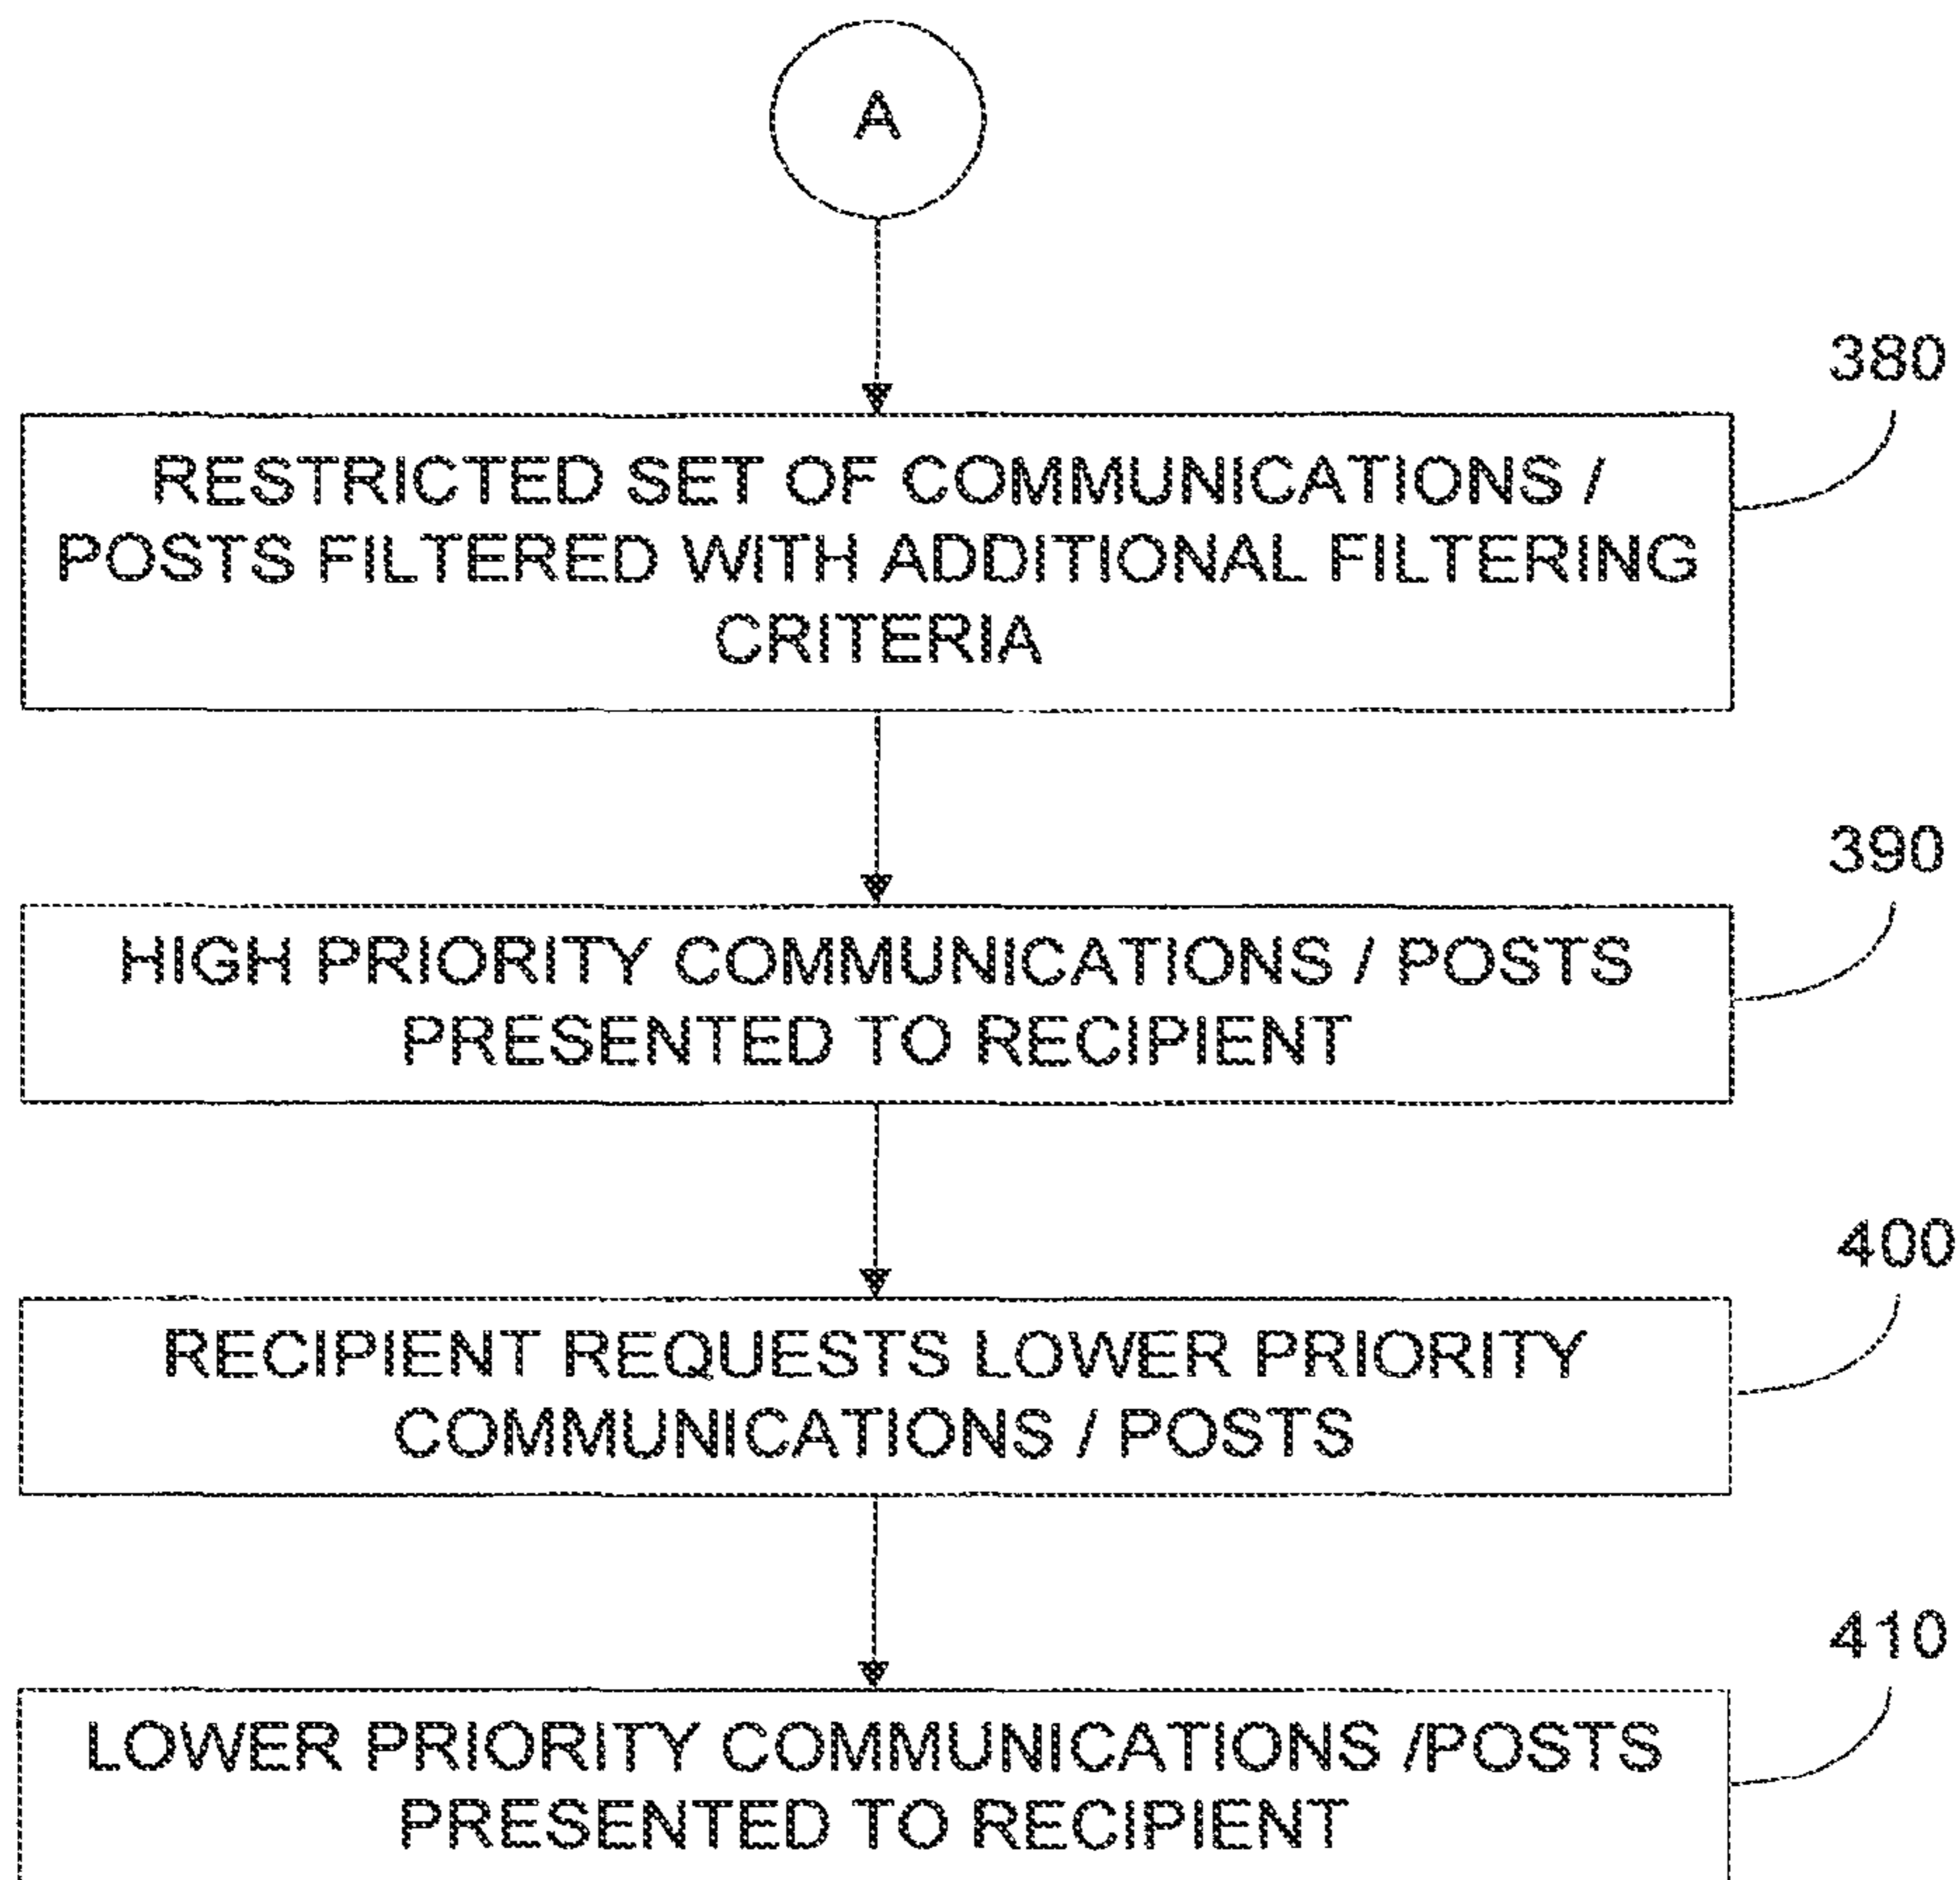 A
380
RESTRICTED SET OF COMMUNICATIONS /
POSTS FILTERED WITH ADDITIONAL FILTERING
CRITERIA
390
HIGH PRIORITY COMMUNICATIONS / POSTS
PRESENTED TO RECIPIENT
400
RECIPIENT REQUESTS LOWER PRIORITY
COMMUNICATIONS / POSTS
410
LOWER PRIORITY COMMUNICATIONS /POSTS
PRESENTED TO RECIPIENT